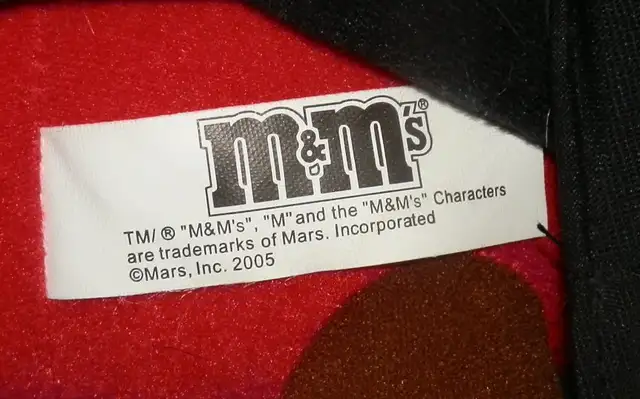 m&m's®
TM/ ® "M&M's", "M" and the "M&M's" Characters
are trademarks of Mars. Incorporated
©Mars, Inc. 2005